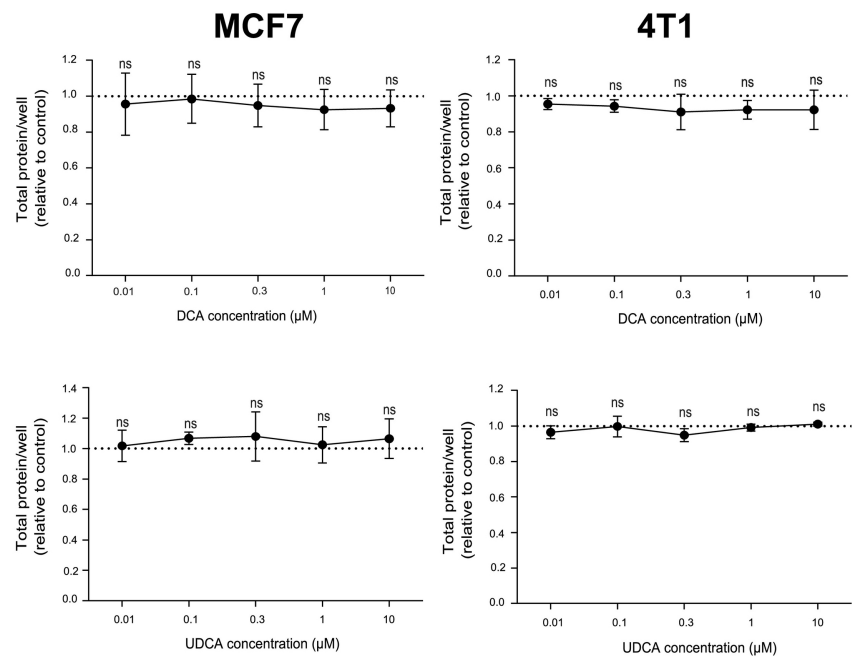 MCF7
4T1
Total protein/well
(relative to control)
1.2
1.0
0.8
0.6
0.4
0.2
0.0
ns ns ns ns ns
0.01 0.1 0.3 1 10
DCA concentration (µM)
Total protein/well
(relative to control)
1.2
1.0
0.8
0.6
0.4
0.2
0.0
ns ns ns ns ns
0.01 0.1 0.3 1 10
DCA concentration (µM)
Total protein/well
(relative to control)
1.4
1.2
1.0
0.8
0.6
0.4
0.2
0.0
ns ns ns ns ns
0.01 0.1 0.3 1 10
UDCA concentration (µM)
Total protein/well
(relative to control)
1.2
1.0
0.8
0.6
0.4
0.2
0.0
ns ns ns ns ns
0.01 0.1 0.3 1 10
UDCA concentration (µM)